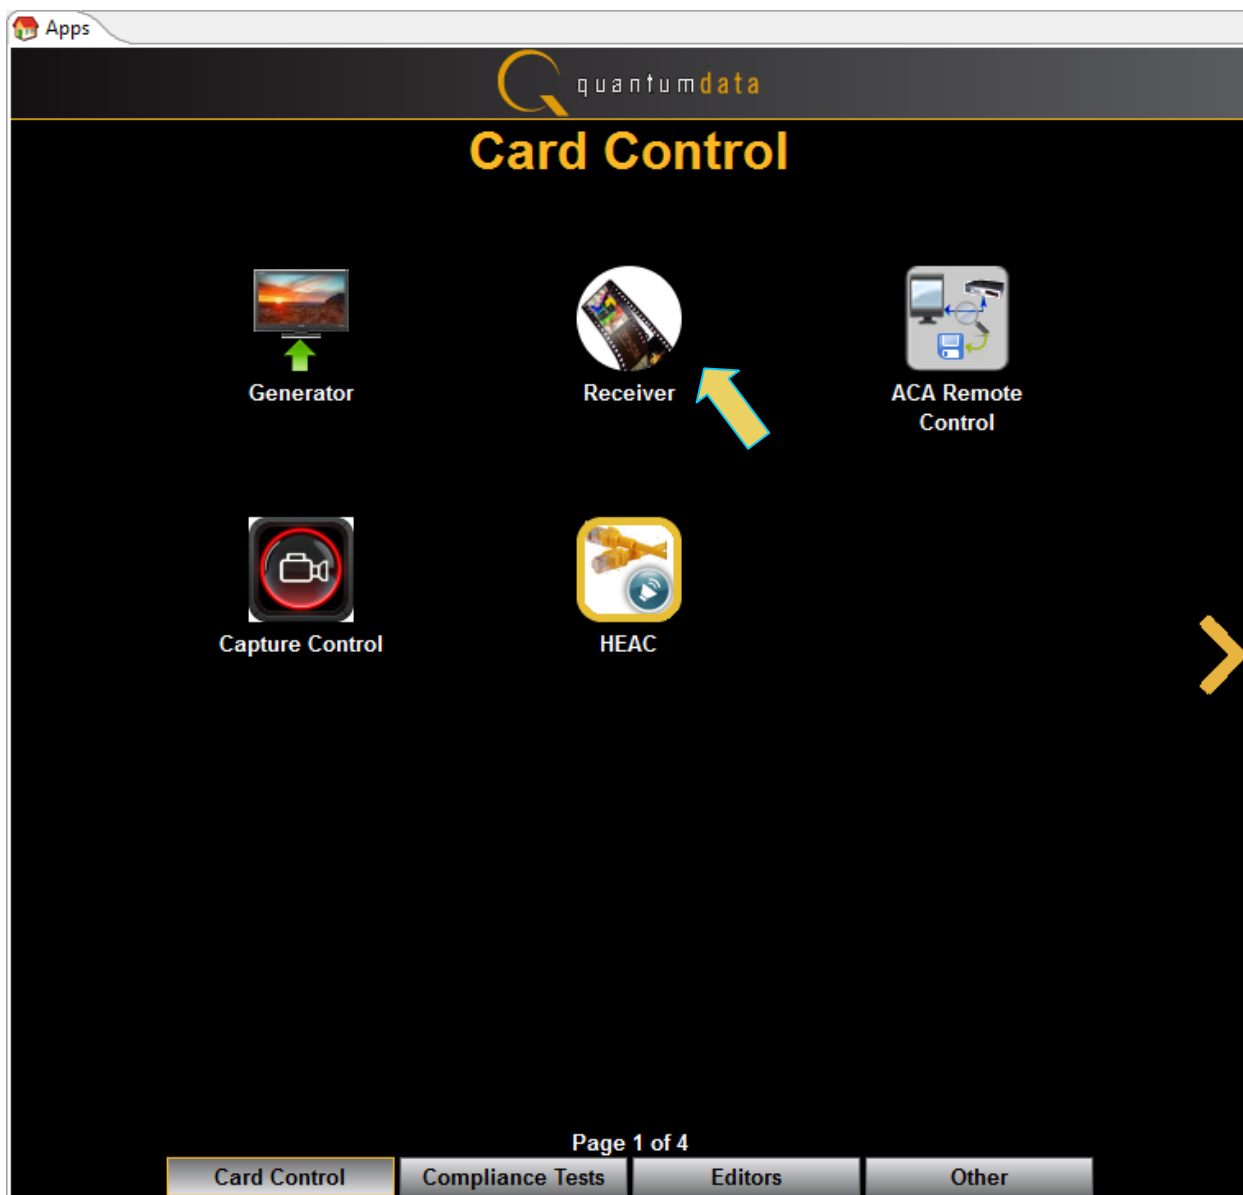 Apps
quantumdata
Card Control
Generator
Receiver
ACA Remote
Control
Capture Control
HEAC
Page 1 of 4
Card Control
Compliance Tests
Editors
Other